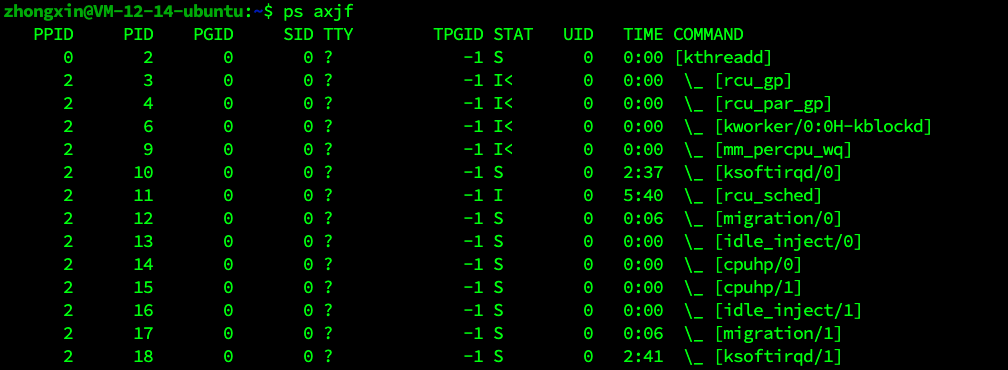 zhongxin@VM-12-14-ubuntu:~$ ps axjf
PPID PID PGID SID TTY TPGID STAT UID TIME COMMAND
0 2 0 0 ? -1 S 0 0:00 [kthreadd]
2 3 0 0 ? -1 I< 0 0:00 \_ [rcu_gp]
2 4 0 0 ? -1 I< 0 0:00 \_ [rcu_par_gp]
2 6 0 0 ? -1 I< 0 0:00 \_ [kworker/0:0H-kblockd]
2 9 0 0 ? -1 I< 0 0:00 \_ [mm_percpu_wq]
2 10 0 0 ? -1 S 0 2:37 \_ [ksoftirqd/0]
2 11 0 0 ? -1 I 0 5:40 \_ [rcu_sched]
2 12 0 0 ? -1 S 0 0:06 \_ [migration/0]
2 13 0 0 ? -1 S 0 0:00 \_ [idle_inject/0]
2 14 0 0 ? -1 S 0 0:00 \_ [cpuhp/0]
2 15 0 0 ? -1 S 0 0:00 \_ [cpuhp/1]
2 16 0 0 ? -1 S 0 0:00 \_ [idle_inject/1]
2 17 0 0 ? -1 S 0 0:06 \_ [migration/1]
2 18 0 0 ? -1 S 0 2:41 \_ [ksoftirqd/1]